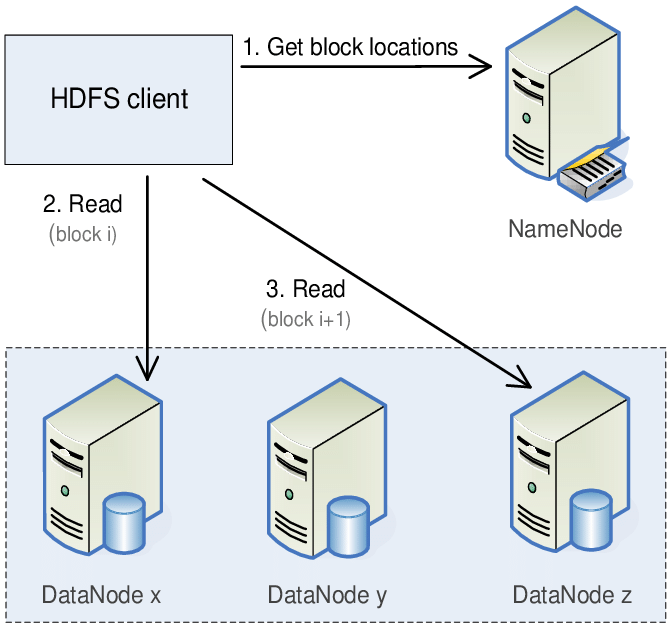 1. Get block locations
HDFS client
NameNode
2. Read
(block i)
3. Read
(block i+1)
DataNode x
DataNode y
DataNode z